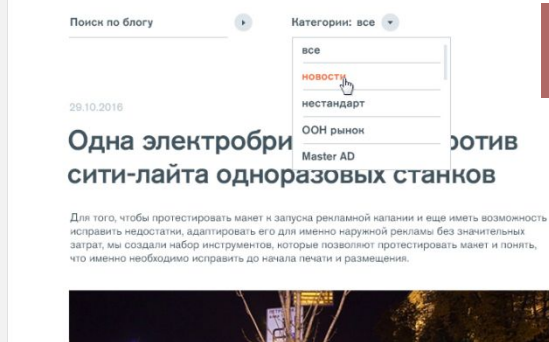 Поиск по блогу
Категории: все
все
новости
нестандарт
ООН рынок
Master AD
29.10.2016
Одна электробри ротив
сити-лайта одноразовых станков
Для того, чтобы протестировать макет к запуска рекламной капании и еще иметь возможность
исправить недостатки, адаптировать его для именно наружной рекламы без значительных
затрат, мы создали набор инструментов, которые позволяют протестировать макет и понять,
что именно необходимо исправить до начала печати и размещения.